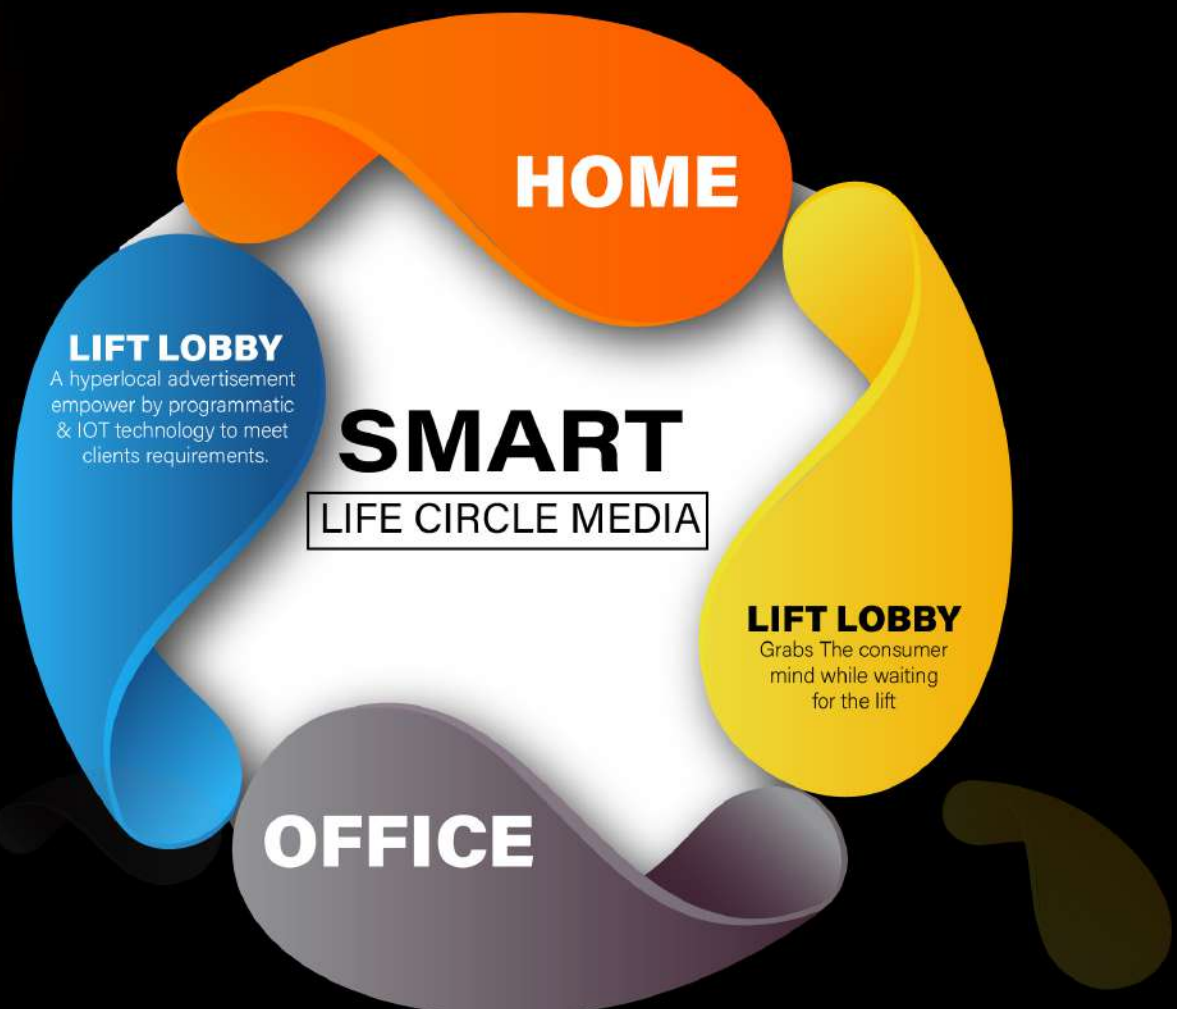 HOME
LIFT LOBBY
A hyperlocal advertisement
empower by programmatic
& IOT technology to meet
clients requirements.
SMART
LIFE CIRCLE MEDIA
LIFT LOBBY
Grabs The consumer
mind while waiting
for the lift
OFFICE